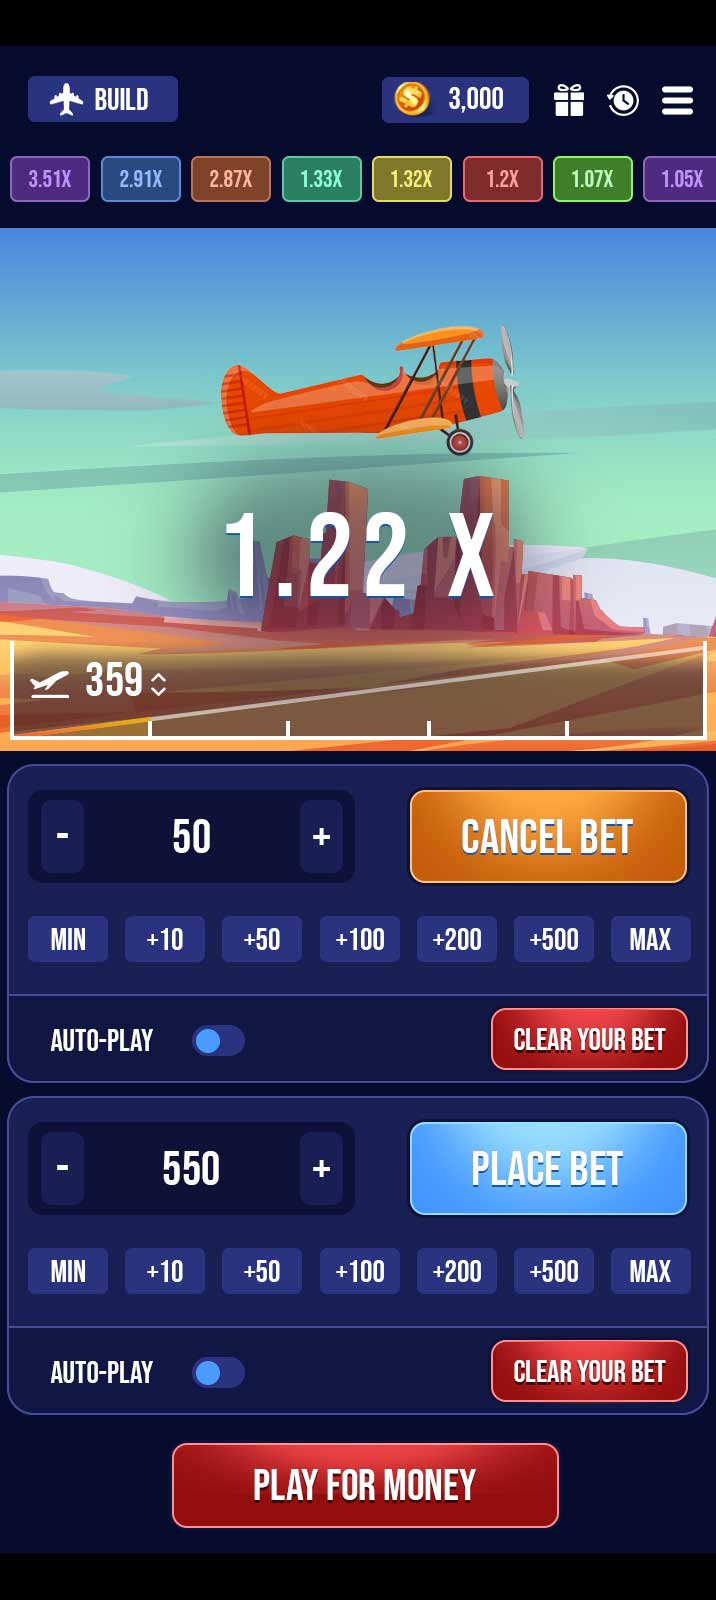 BUILD 3,000
3.51X 2.91X 2.87X 1.33X 1.32X 1.2X 1.07X 1.05X
1.22 X
359
- 50 + CANCEL BET
MIN +10 +50 +100 +200 +500 MAX
AUTO-PLAY CLEAR YOUR BET
- 550 + PLACE BET
MIN +10 +50 +100 +200 +500 MAX
AUTO-PLAY CLEAR YOUR BET
PLAY FOR MONEY